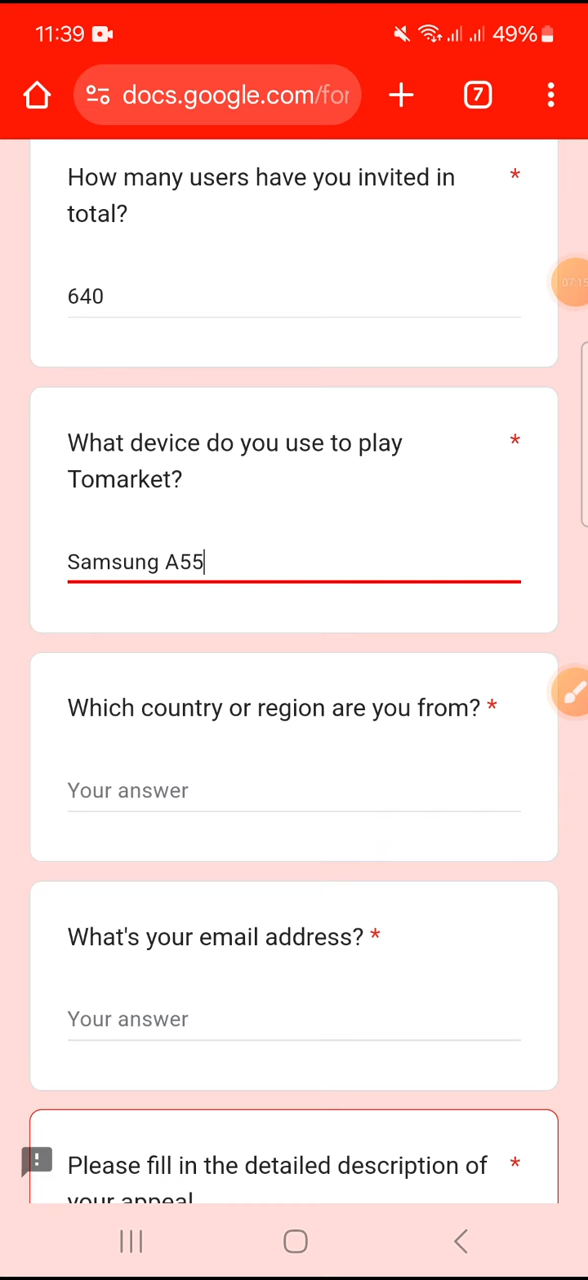 11:39 49%
docs.google.com/for 7
How many users have you invited in *
total?
640
07:15
What device do you use to play *
Tomarket?
Samsung A55
Which country or region are you from? *
Your answer
What's your email address? *
Your answer
Please fill in the detailed description of *
your appeal